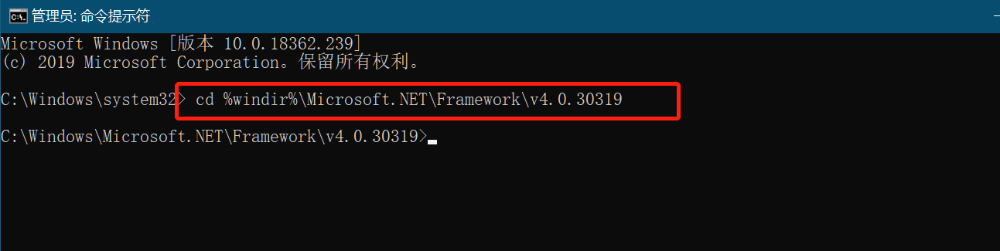 管理员: 命令提示符
Microsoft Windows [版本 10.0.18362.239]
(c) 2019 Microsoft Corporation。保留所有权利。
C:\Windows\system32> cd %windir%\Microsoft.NET\Framework\v4.0.30319
C:\Windows\Microsoft.NET\Framework\v4.0.30319>